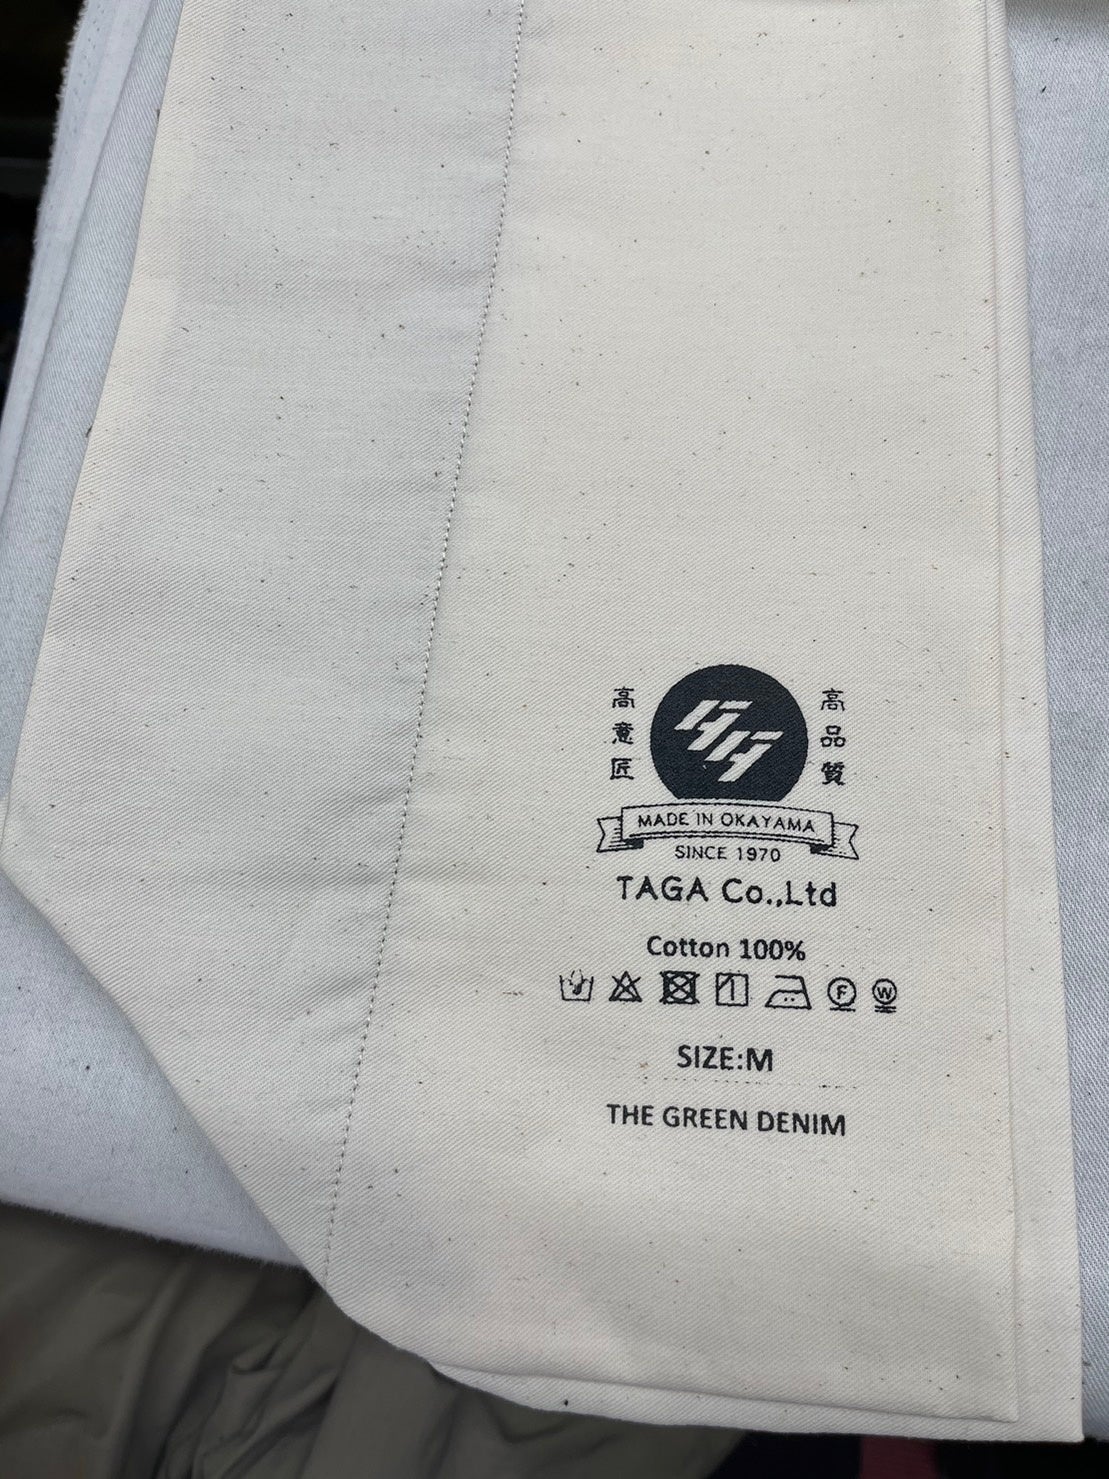 高意匠
高品質
MADE IN OKAYAMA
SINCE 1970
TAGA Co.,Ltd
Cotton 100%
F W
SIZE:M
THE GREEN DENIM